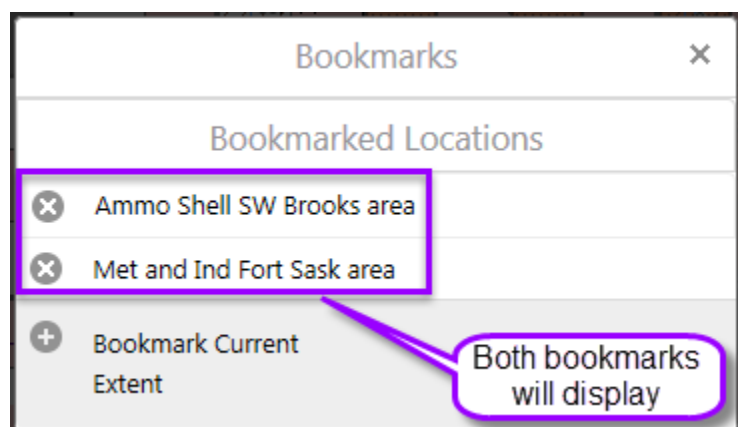 Bookmarks
Bookmarked Locations
Ammo Shell SW Brooks area
Met and Ind Fort Sask area
Bookmark Current
Extent
Both bookmarks
will display